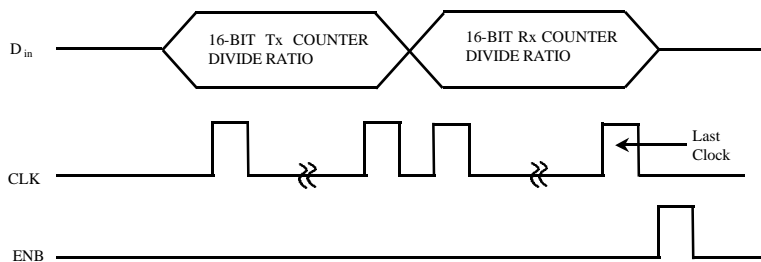 D in
16-BIT Tx COUNTER
DIVIDE RATIO
16-BIT Rx COUNTER
DIVIDE RATIO
CLK
Last
Clock
ENB